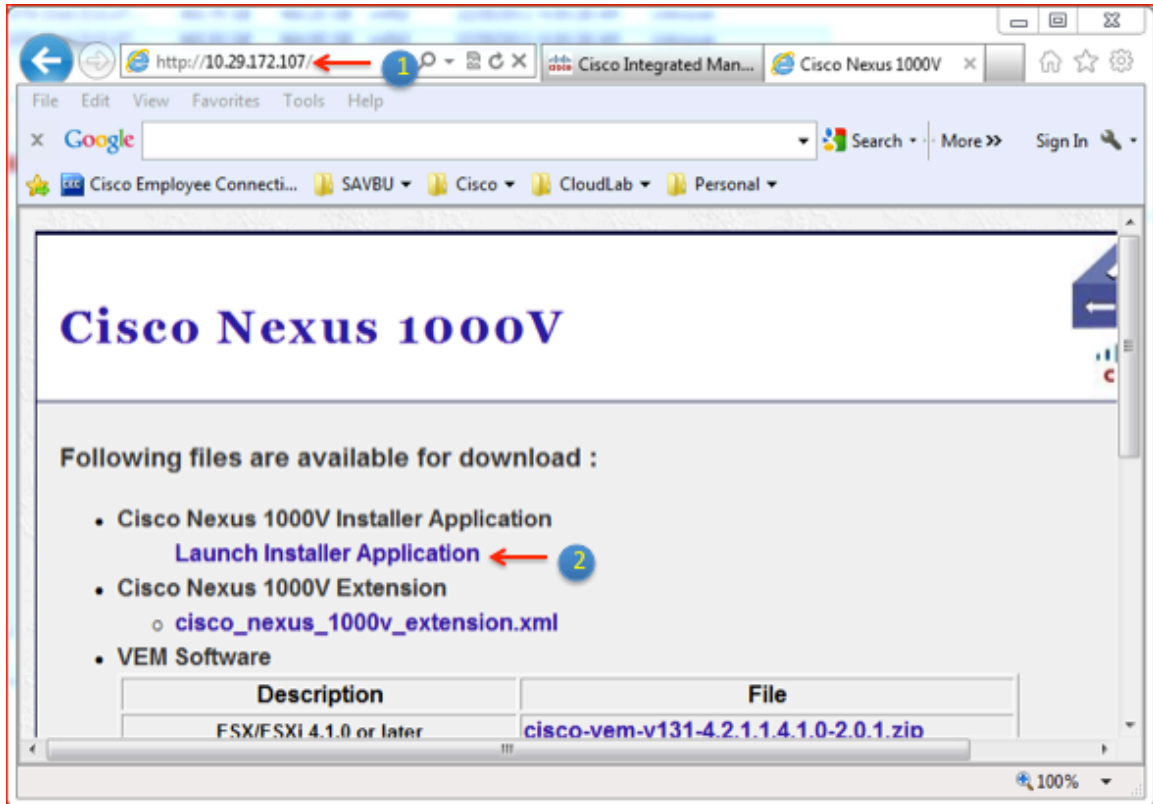 http://10.29.172.107/
1
Cisco Integrated Man...
Cisco Nexus 1000V
File Edit View Favorites Tools Help
x Google
Search More >> Sign In
Cisco Employee Connecti... SAVBU Cisco CloudLab Personal
Cisco Nexus 1000V
Following files are available for download :
• Cisco Nexus 1000V Installer Application
Launch Installer Application
2
• Cisco Nexus 1000V Extension
○ cisco_nexus_1000v_extension.xml
• VEM Software
Description File
ESX/ESXi 4.1.0 or later cisco-vem-v131-4.2.1.1.4.1.0-2.0.1.zip
100%